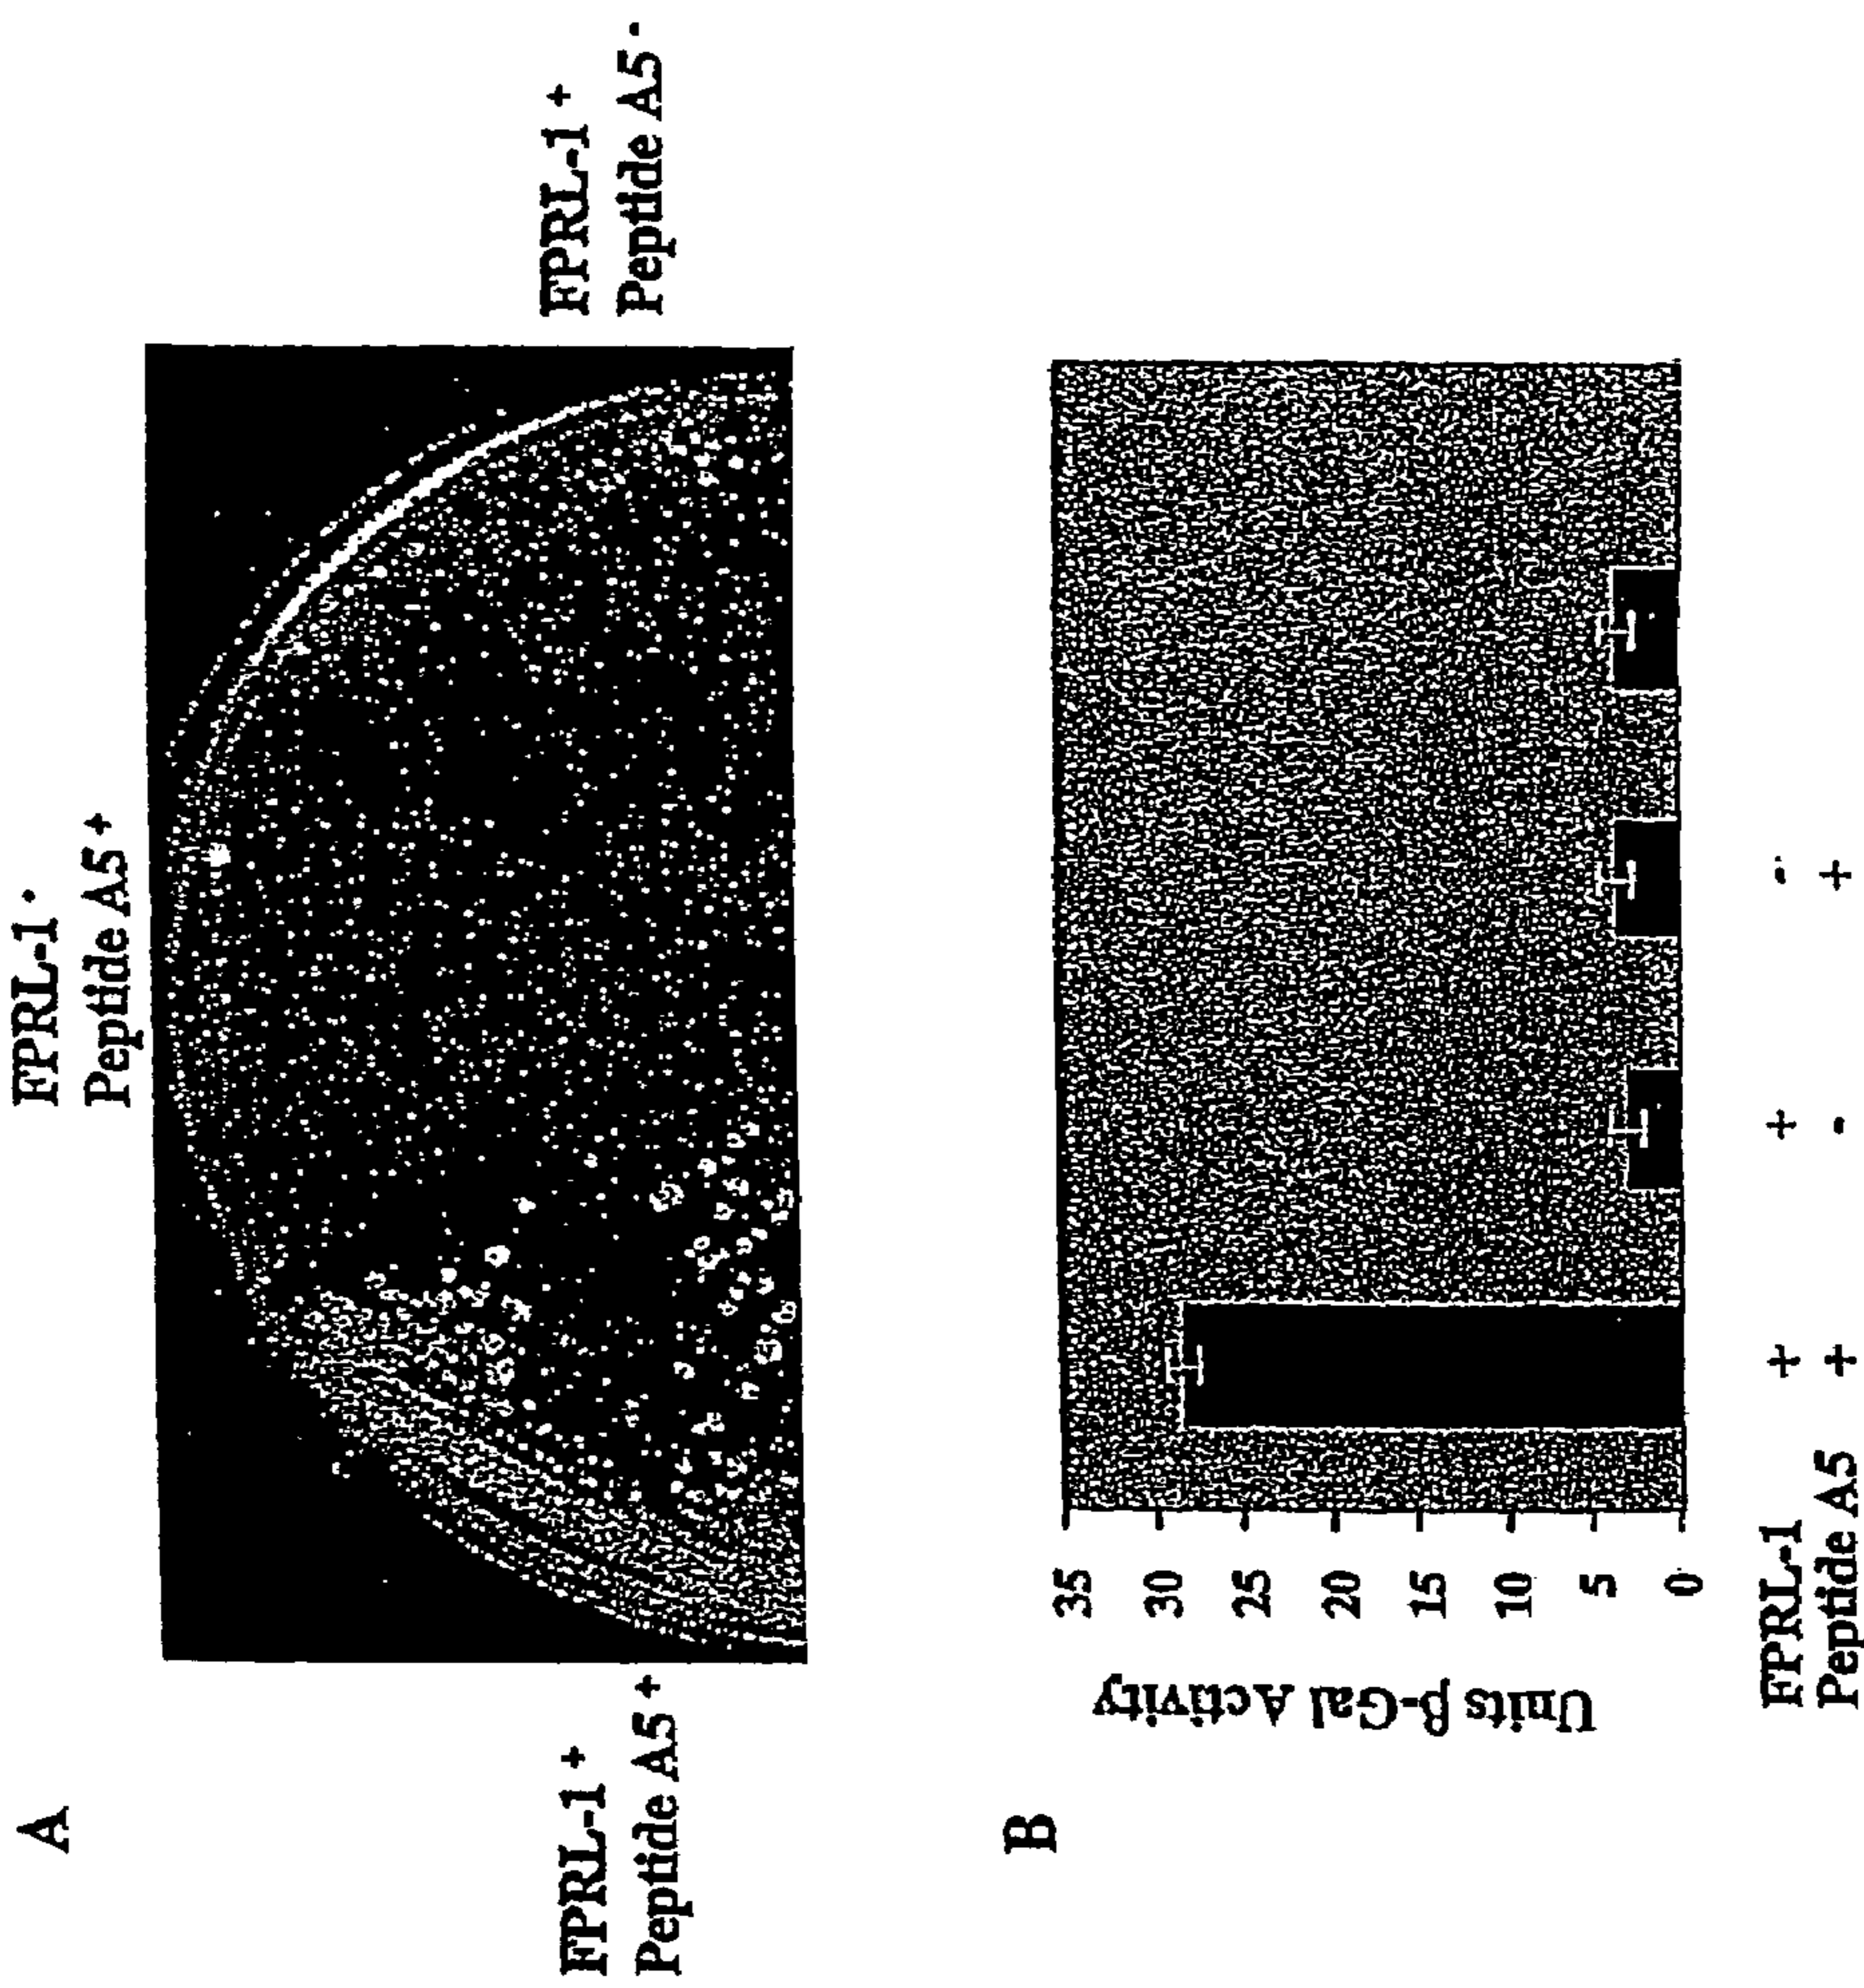 A
FPRL-1 -
Peptide A5 +
FPRL-1 +
Peptide A5 +
FPRL-1 +
Peptide A5 -
B
Units β-Gal Activity
35
30
25
20
15
10
5
0
FPRL-1 + + -
Peptide A5 + - +